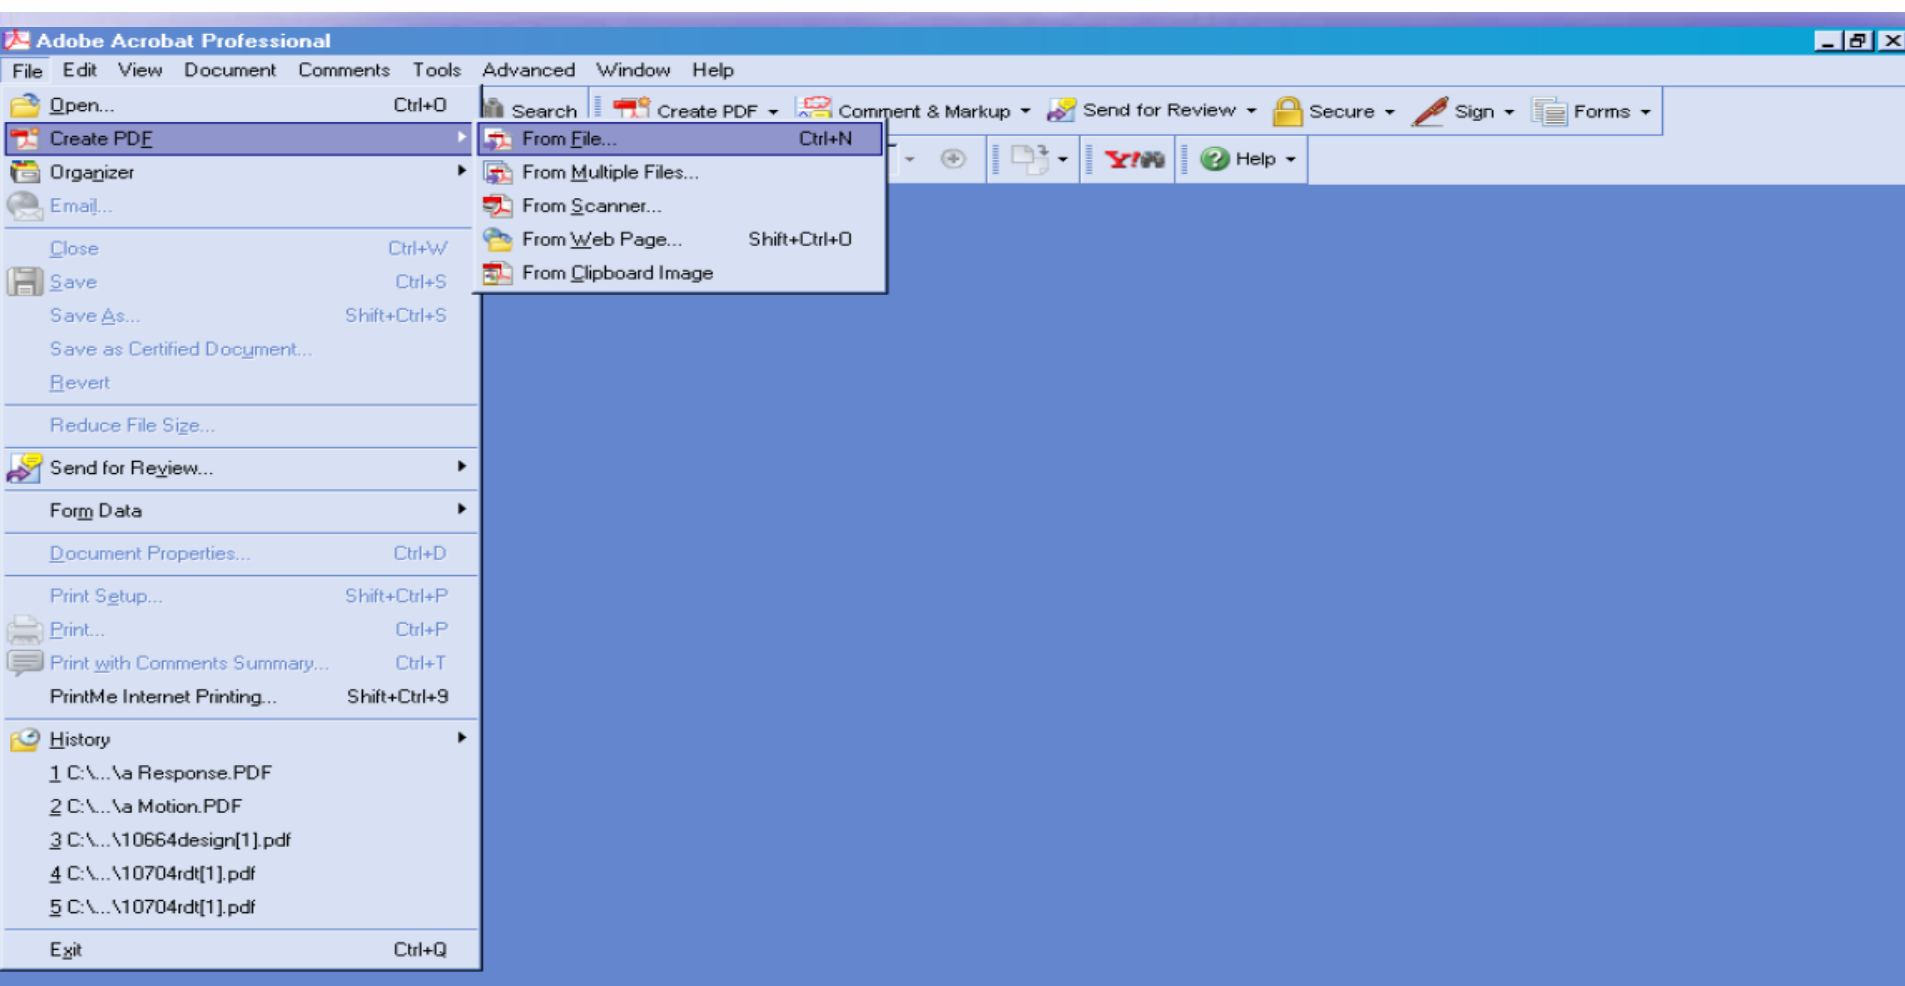 Adobe Acrobat Professional
File Edit View Document Comments Tools Advanced Window Help
Open... Ctrl+O
Search Create PDF Comment & Markup Send for Review Secure Sign Forms
Create PDF
From File... Ctrl+N
Y! Help
Organizer
From Multiple Files...
Email...
From Scanner...
From Web Page... Shift+Ctrl+O
Close Ctrl+W
From Clipboard Image
Save Ctrl+S
Save As... Shift+Ctrl+S
Save as Certified Document...
Revert
Reduce File Size...
Send for Review...
Form Data
Document Properties... Ctrl+D
Print Setup... Shift+Ctrl+P
Print... Ctrl+P
Print with Comments Summary... Ctrl+T
PrintMe Internet Printing... Shift+Ctrl+9
History
1 C:\...\a Response.PDF
2 C:\...\a Motion.PDF
3 C:\...\10664design[1].pdf
4 C:\...\10704rdt[1].pdf
5 C:\...\10704rdt[1].pdf
Exit Ctrl+Q